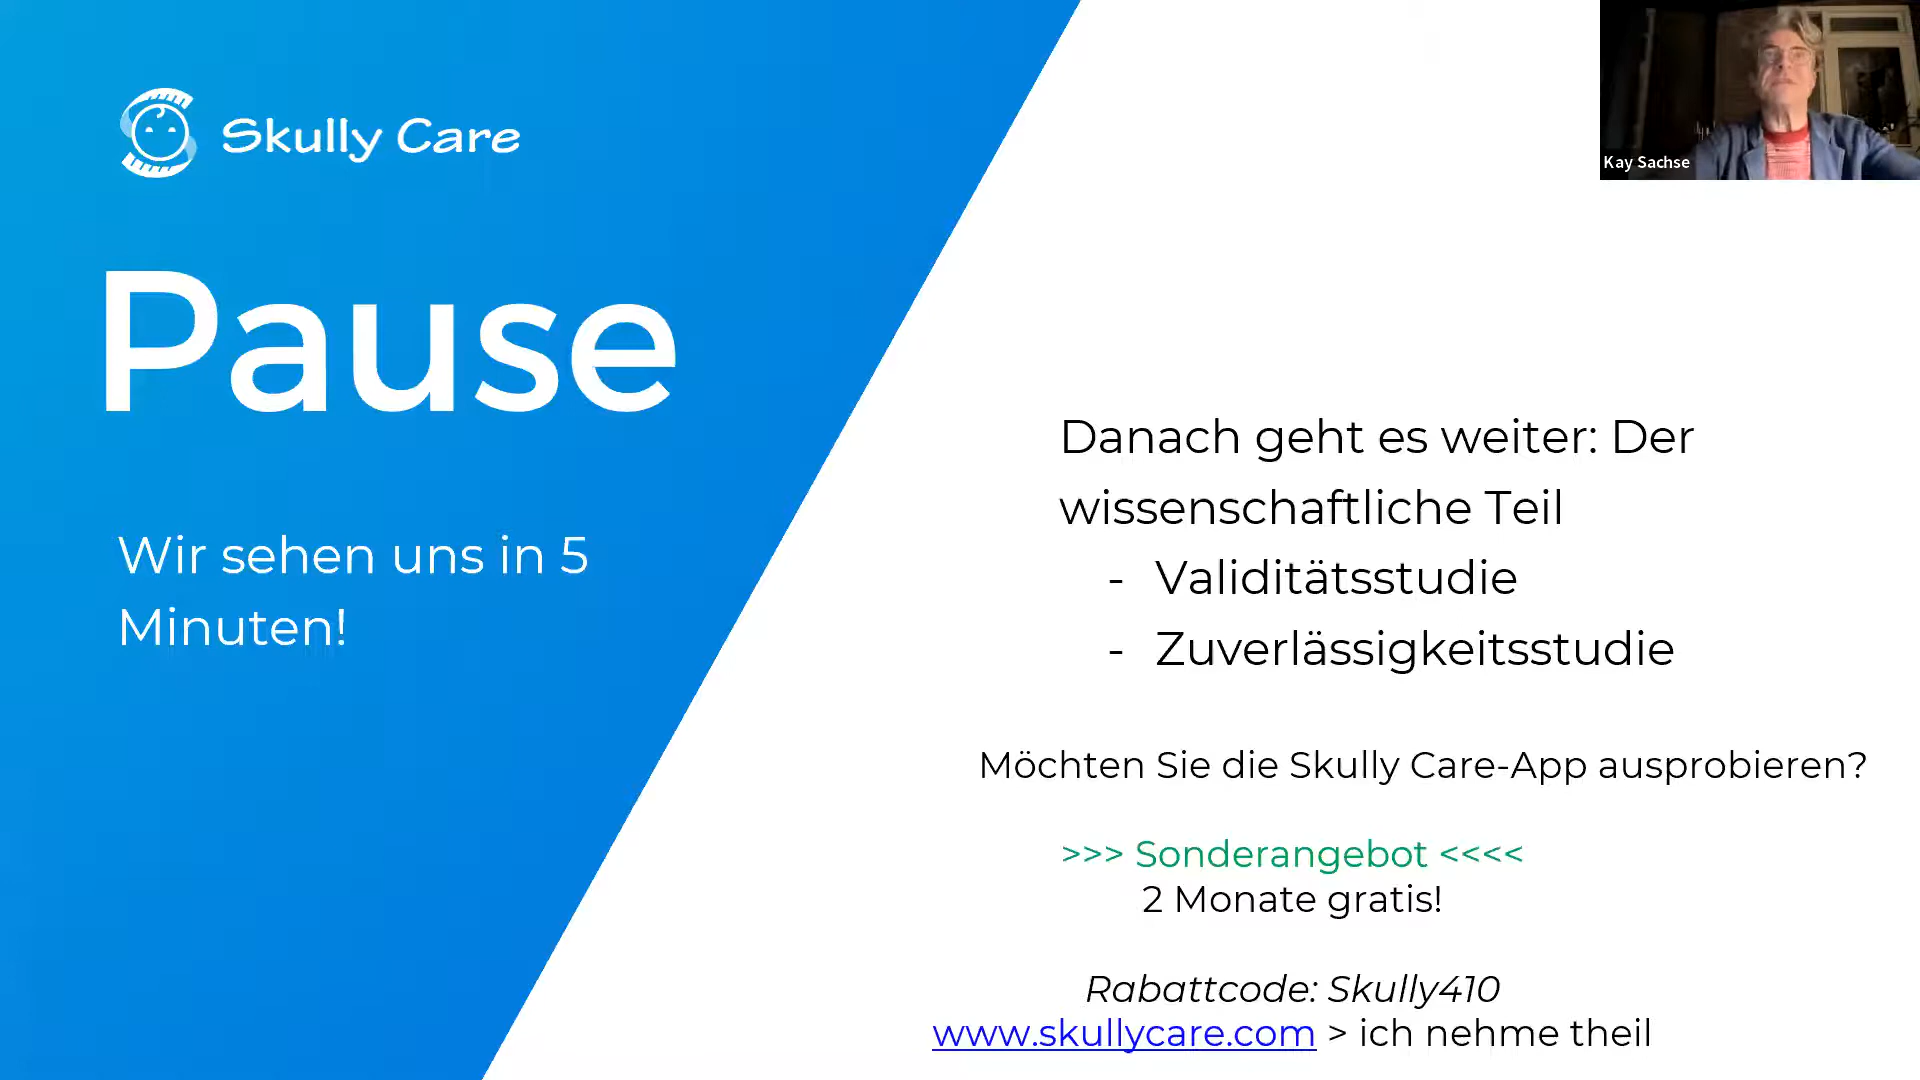 Skully Care
Pause
Wir sehen uns in 5
Minuten!
Kay Sachse
Danach geht es weiter: Der
wissenschaftliche Teil
- Validitätsstudie
- Zuverlässigkeitsstudie
Möchten Sie die Skully Care-App ausprobieren?
>>> Sonderangebot <<<<
2 Monate gratis!
Rabattcode: Skully410
www.skullycare.com > ich nehme theil